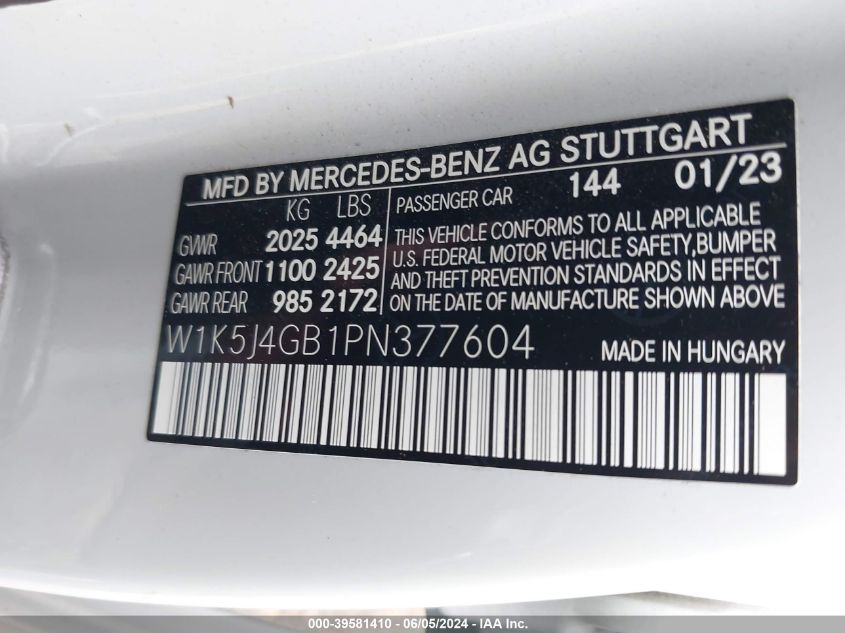 MFD BY MERCEDES-BENZ AG STUTTGART
KG LBS
GVWR 2025 4464
GAWR FRONT 1100 2425
GAWR REAR 985 2172
PASSENGER CAR 144 01/23
THIS VEHICLE CONFORMS TO ALL APPLICABLE
U.S. FEDERAL MOTOR VEHICLE SAFETY,BUMPER
AND THEFT PREVENTION STANDARDS IN EFFECT
ON THE DATE OF MANUFACTURE SHOWN ABOVE
W1K5J4GB1PN377604 MADE IN HUNGARY
000-39581410 - 06/05/2024 - IAAI.com